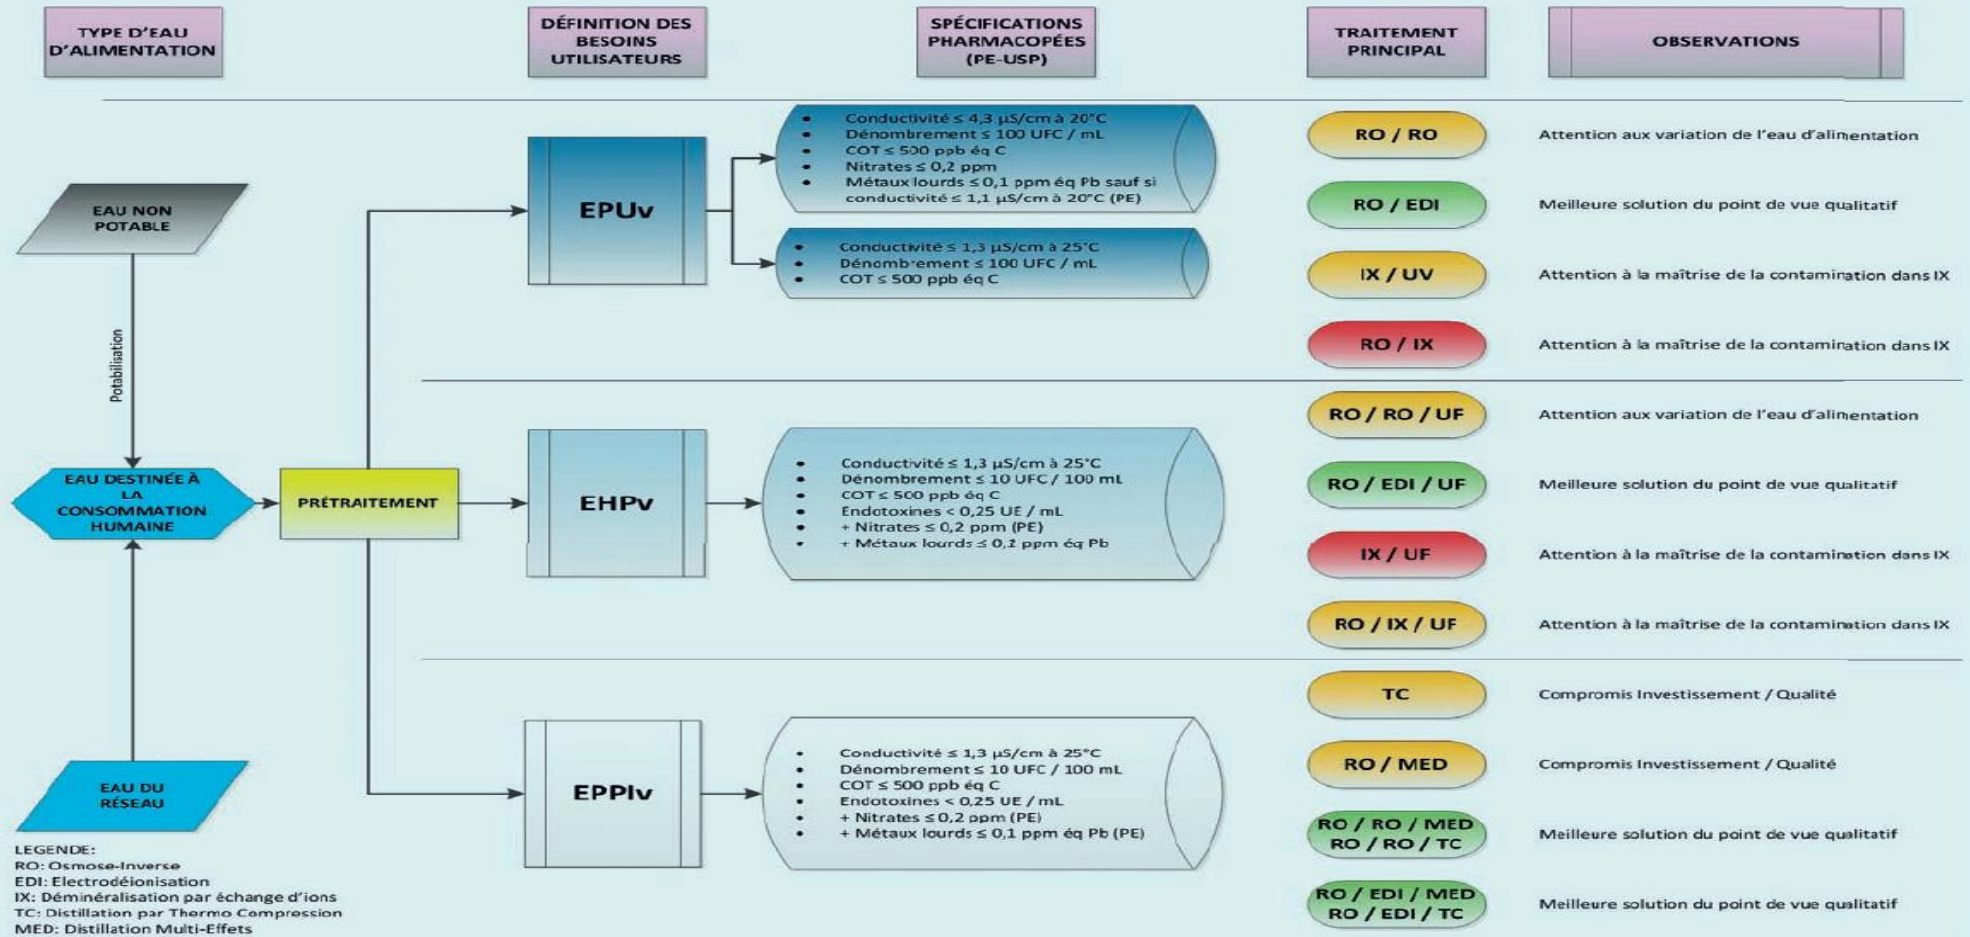 TYPE D'EAU
D'ALIMENTATION
DÉFINITION DES
BESOINS
UTILISATEURS
SPÉCIFICATIONS
PHARMACOPÉES
(PE-USP)
TRAITEMENT
PRINCIPAL
OBSERVATIONS
EAU NON
POTABLE
Potabilisation
EAU DESTINÉE À
LA
CONSOMMATION
HUMAINE
EAU DU
RÉSEAU
PRÉTRAITEMENT
EPUv
• Conductivité ≤ 4,3 µS/cm à 20°C
• Dénombrement ≤ 100 UFC / mL
• COT ≤ 500 ppb éq C
• Nitrates ≤ 0,2 ppm
• Métaux lourds ≤ 0,1 ppm éq Pb sauf si
conductivité ≤ 1,1 µS/cm à 20°C (PE)
• Conductivité ≤ 1,3 µS/cm à 25°C
• Dénombrement ≤ 100 UFC / mL
• COT ≤ 500 ppb éq C
RO / RO
Attention aux variation de l'eau d'alimentation
RO / EDI
Meilleure solution du point de vue qualitatif
IX / UV
Attention à la maîtrise de la contamination dans IX
RO / IX
Attention à la maîtrise de la contamination dans IX
EHPv
• Conductivité ≤ 1,3 µS/cm à 25°C
• Dénombrement ≤ 10 UFC / 100 mL
• COT ≤ 500 ppb éq C
• Endotoxines < 0,25 UE / mL
• + Nitrates ≤ 0,2 ppm (PE)
• + Métaux lourds ≤ 0,1 ppm éq Pb
RO / RO / UF
Attention aux variation de l'eau d'alimentation
RO / EDI / UF
Meilleure solution du point de vue qualitatif
IX / UF
Attention à la maîtrise de la contamination dans IX
RO / IX / UF
Attention à la maîtrise de la contamination dans IX
EPPIv
• Conductivité ≤ 1,3 µS/cm à 25°C
• Dénombrement ≤ 10 UFC / 100 mL
• COT ≤ 500 ppb éq C
• Endotoxines < 0,25 UE / mL
• + Nitrates ≤ 0,2 ppm (PE)
• + Métaux lourds ≤ 0,1 ppm éq Pb (PE)
TC
Compromis Investissement / Qualité
RO / MED
Compromis Investissement / Qualité
RO / RO / MED
RO / RO / TC
Meilleure solution du point de vue qualitatif
RO / EDI / MED
RO / EDI / TC
Meilleure solution du point de vue qualitatif
LEGENDE:
RO: Osmose-Inverse
EDI: Electrodéionisation
IX: Déminéralisation par échange d'ions
TC: Distillation par Thermo Compression
MED: Distillation Multi-Effets